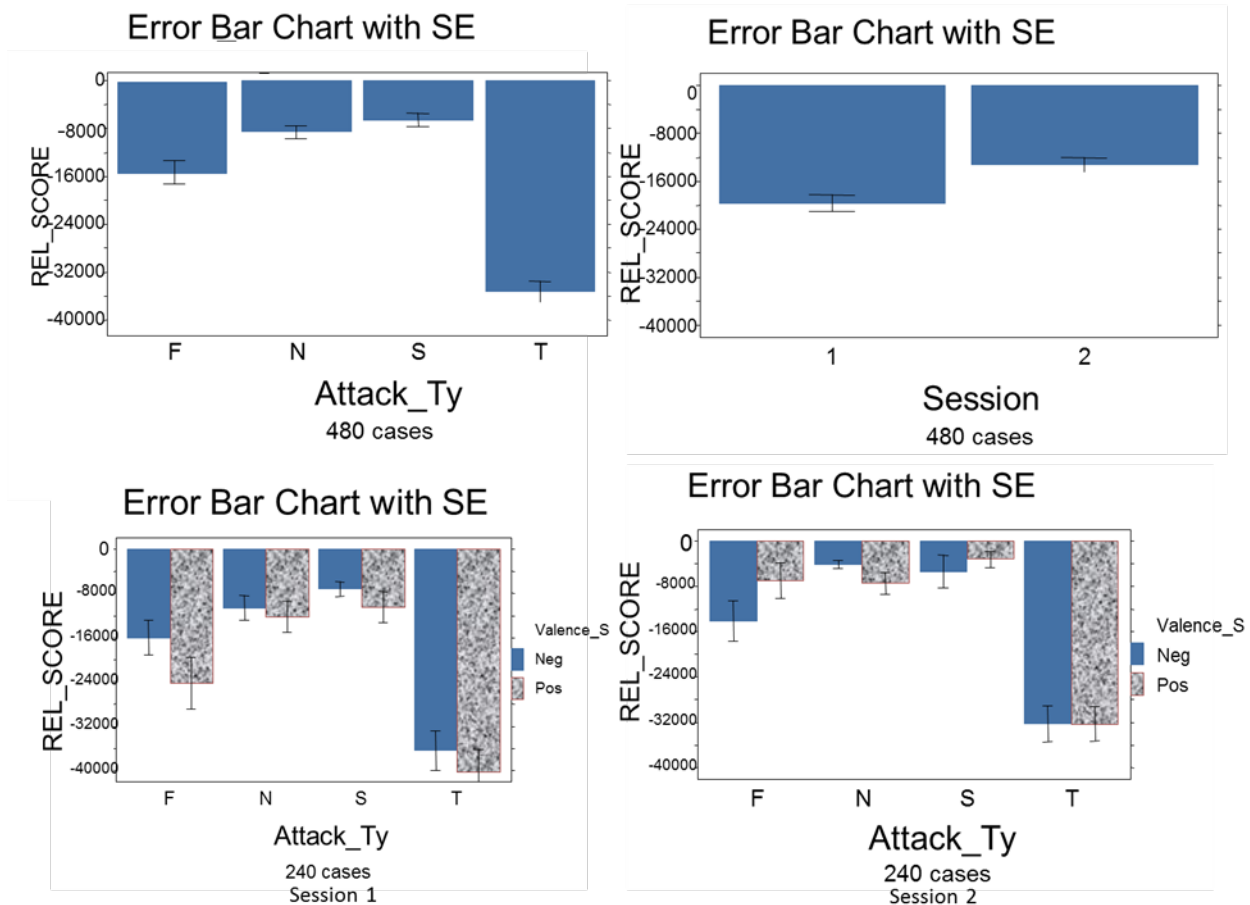 Error Bar Chart with SE
REL_SCORE
0
-8000
-16000
-24000
-32000
-40000
F N S T
Attack_Ty
480 cases
Error Bar Chart with SE
REL_SCORE
0
-8000
-16000
-24000
-32000
-40000
1 2
Session
480 cases
Error Bar Chart with SE
REL_SCORE
0
-8000
-16000
-24000
-32000
-40000
F N S T
Valence_S
Neg
Pos
Attack_Ty
240 cases
Session 1
Error Bar Chart with SE
REL_SCORE
0
-8000
-16000
-24000
-32000
-40000
F N S T
Valence_S
Neg
Pos
Attack_Ty
240 cases
Session 2